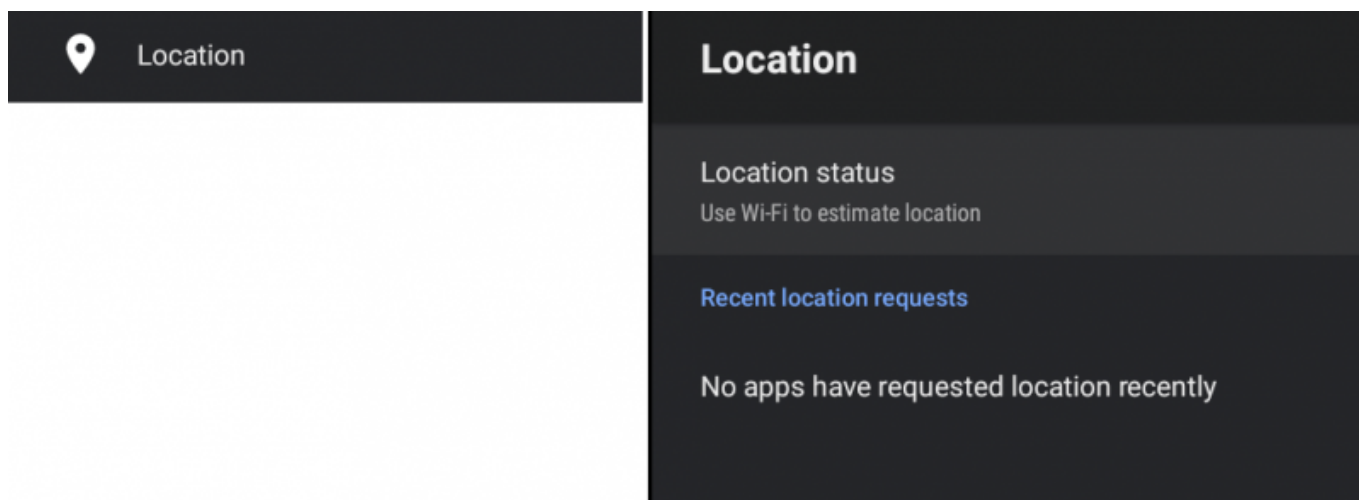 Location
Location
Location status
Use Wi-Fi to estimate location
Recent location requests
No apps have requested location recently